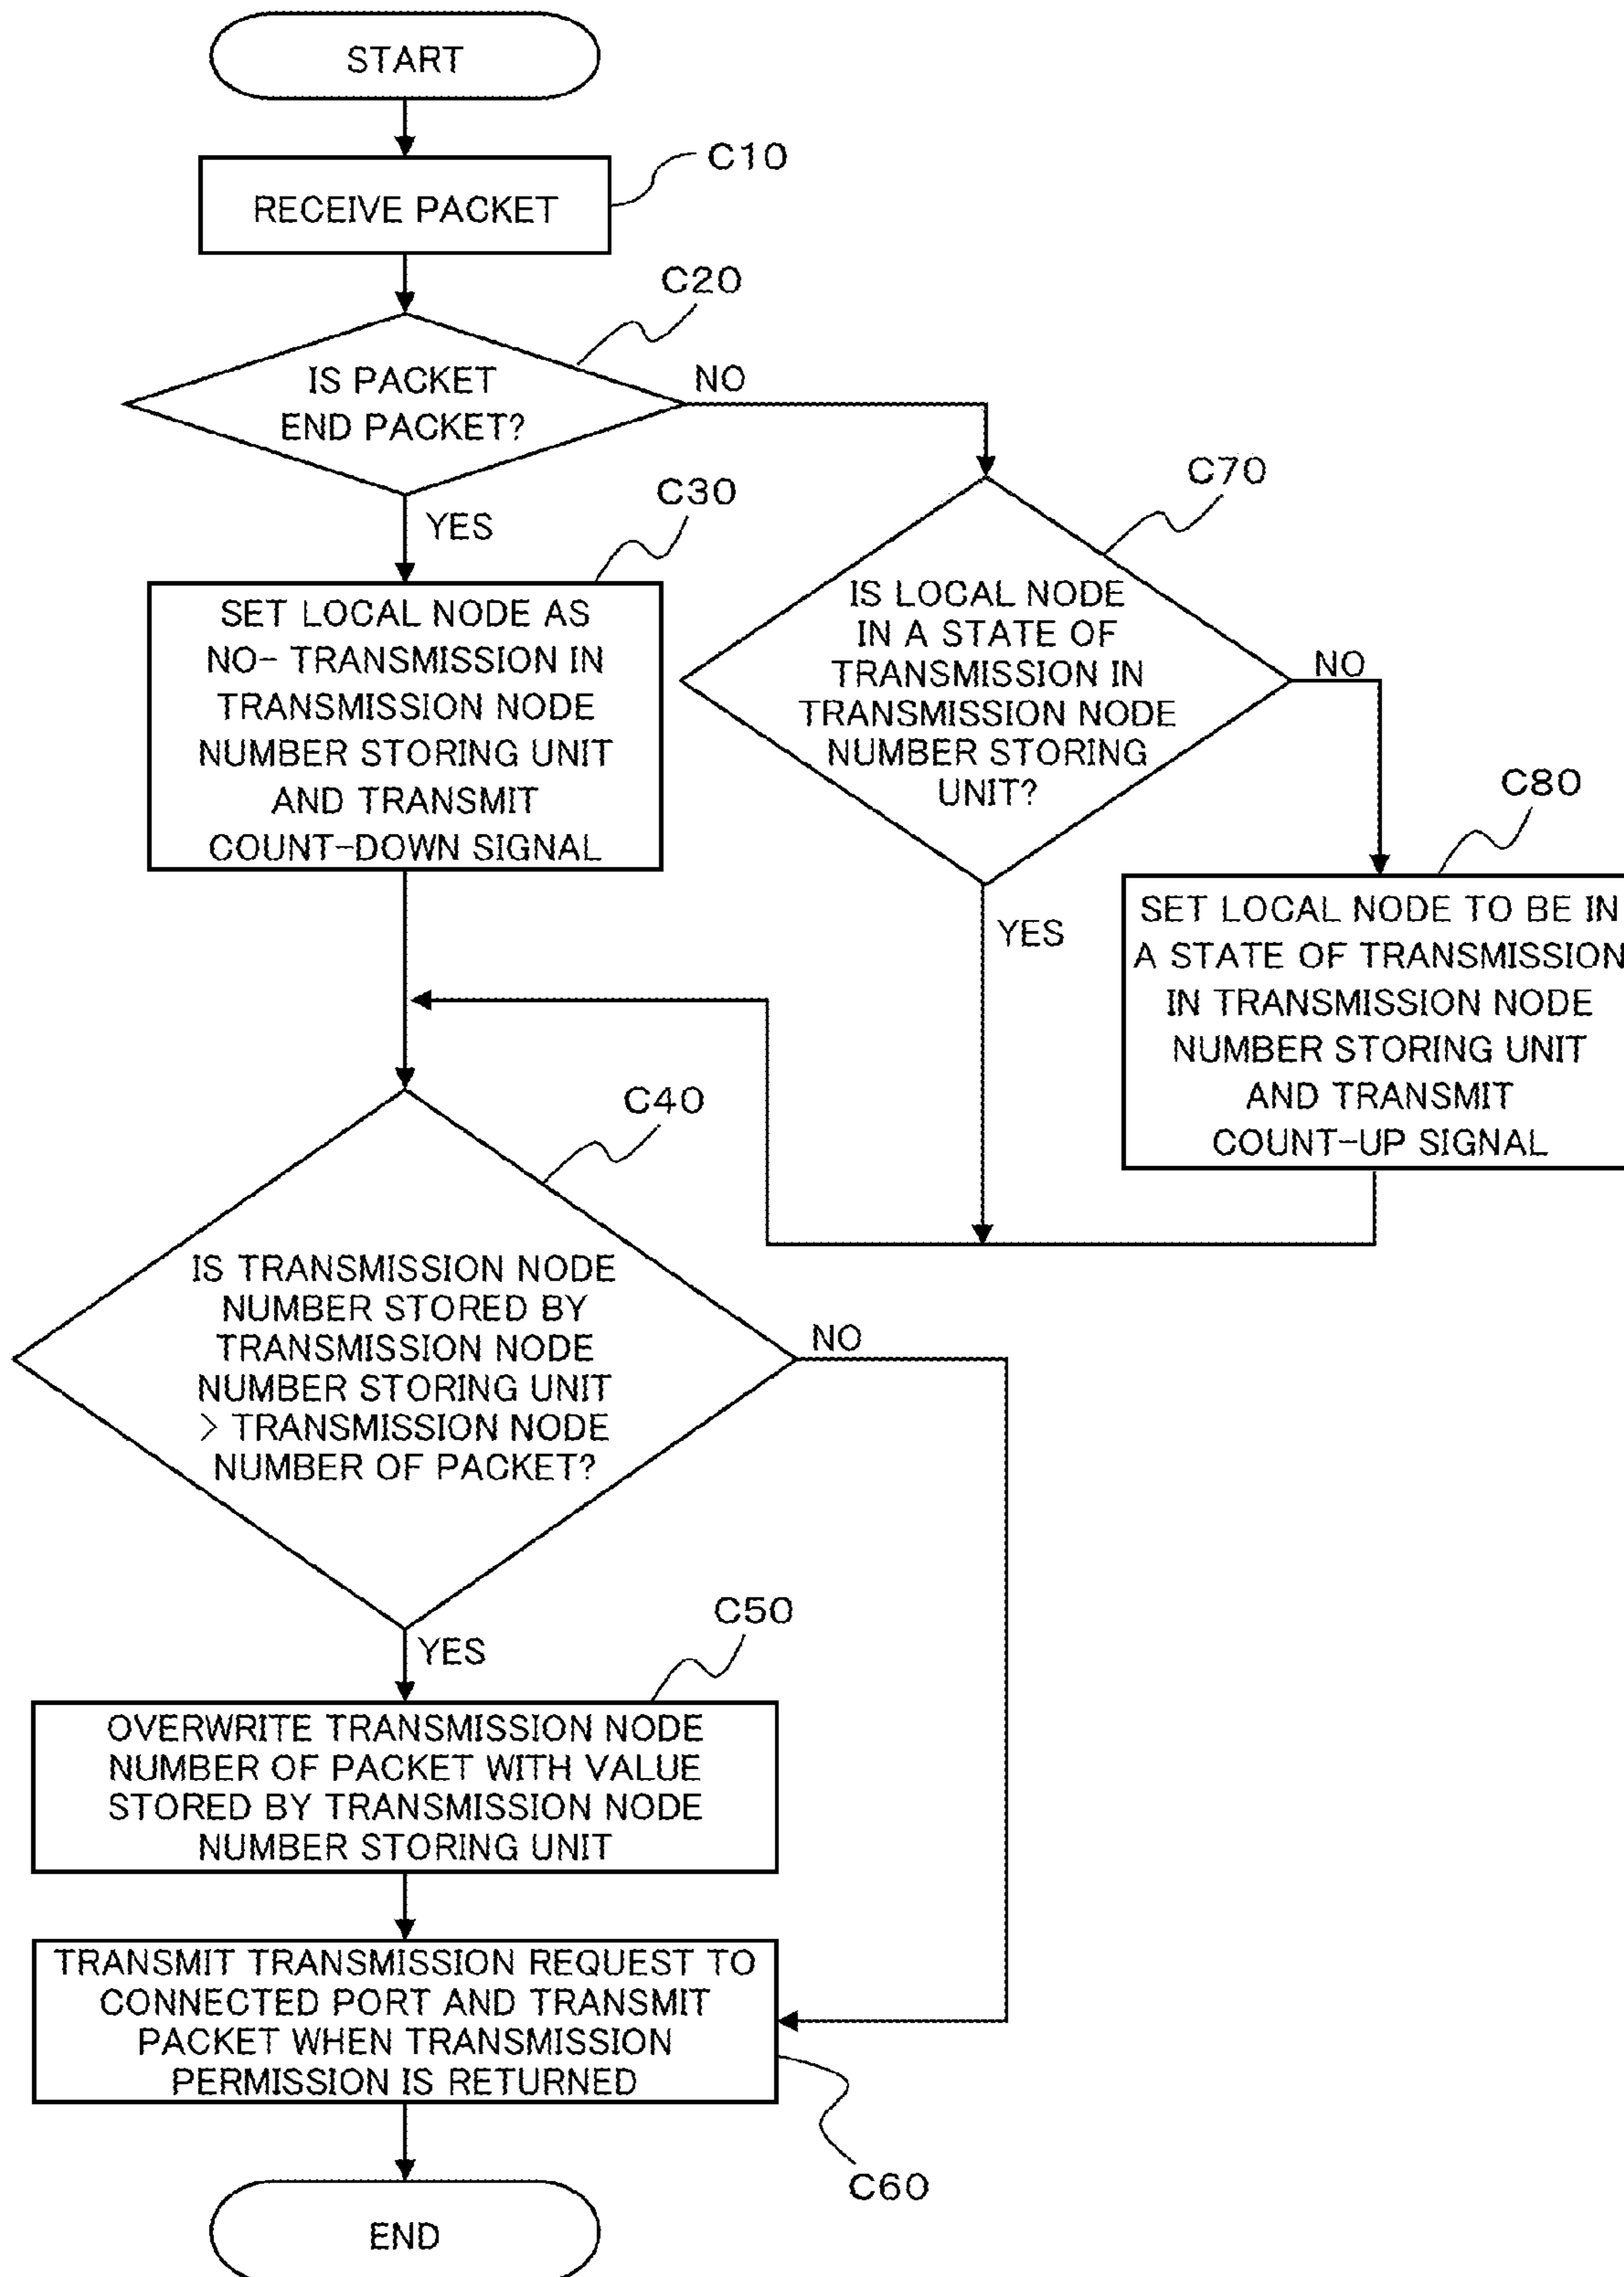 START
C10
RECEIVE PACKET
C20
IS PACKET
END PACKET?
NO
YES
C30
SET LOCAL NODE AS
NO- TRANSMISSION IN
TRANSMISSION NODE
NUMBER STORING UNIT
AND TRANSMIT
COUNT-DOWN SIGNAL
C70
IS LOCAL NODE
IN A STATE OF
TRANSMISSION IN
TRANSMISSION NODE
NUMBER STORING
UNIT?
NO
YES
C80
SET LOCAL NODE TO BE IN
A STATE OF TRANSMISSION
IN TRANSMISSION NODE
NUMBER STORING UNIT
AND TRANSMIT
COUNT-UP SIGNAL
C40
IS TRANSMISSION NODE
NUMBER STORED BY
TRANSMISSION NODE
NUMBER STORING UNIT
> TRANSMISSION NODE
NUMBER OF PACKET?
NO
YES
C50
OVERWRITE TRANSMISSION NODE
NUMBER OF PACKET WITH VALUE
STORED BY TRANSMISSION NODE
NUMBER STORING UNIT
TRANSMIT TRANSMISSION REQUEST TO
CONNECTED PORT AND TRANSMIT
PACKET WHEN TRANSMISSION
PERMISSION IS RETURNED
C60
END